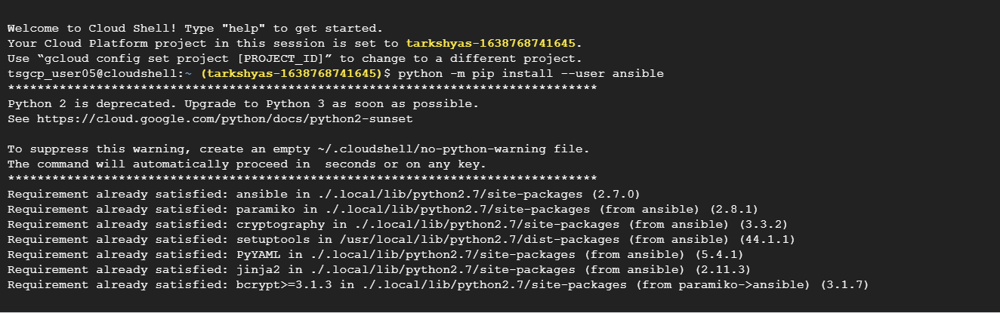 Welcome to Cloud Shell! Type "help" to get started.
Your Cloud Platform project in this session is set to tarkshyas-1638768741645.
Use “gcloud config set project [PROJECT_ID]” to change to a different project.
tsgcp_user05@cloudshell:~ (tarkshyas-1638768741645)$ python -m pip install --user ansible
********************************************************************************
Python 2 is deprecated. Upgrade to Python 3 as soon as possible.
See https://cloud.google.com/python/docs/python2-sunset
To suppress this warning, create an empty ~/.cloudshell/no-python-warning file.
The command will automatically proceed in  seconds or on any key.
********************************************************************************
Requirement already satisfied: ansible in ./.local/lib/python2.7/site-packages (2.7.0)
Requirement already satisfied: paramiko in ./.local/lib/python2.7/site-packages (from ansible) (2.8.1)
Requirement already satisfied: cryptography in ./.local/lib/python2.7/site-packages (from ansible) (3.3.2)
Requirement already satisfied: setuptools in /usr/local/lib/python2.7/dist-packages (from ansible) (44.1.1)
Requirement already satisfied: PyYAML in ./.local/lib/python2.7/site-packages (from ansible) (5.4.1)
Requirement already satisfied: jinja2 in ./.local/lib/python2.7/site-packages (from ansible) (2.11.3)
Requirement already satisfied: bcrypt>=3.1.3 in ./.local/lib/python2.7/site-packages (from paramiko->ansible) (3.1.7)